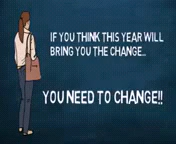 IF YOU THINK THIS YEAR WILL
BRING YOU THE CHANGE...
YOU NEED TO CHANGE!!